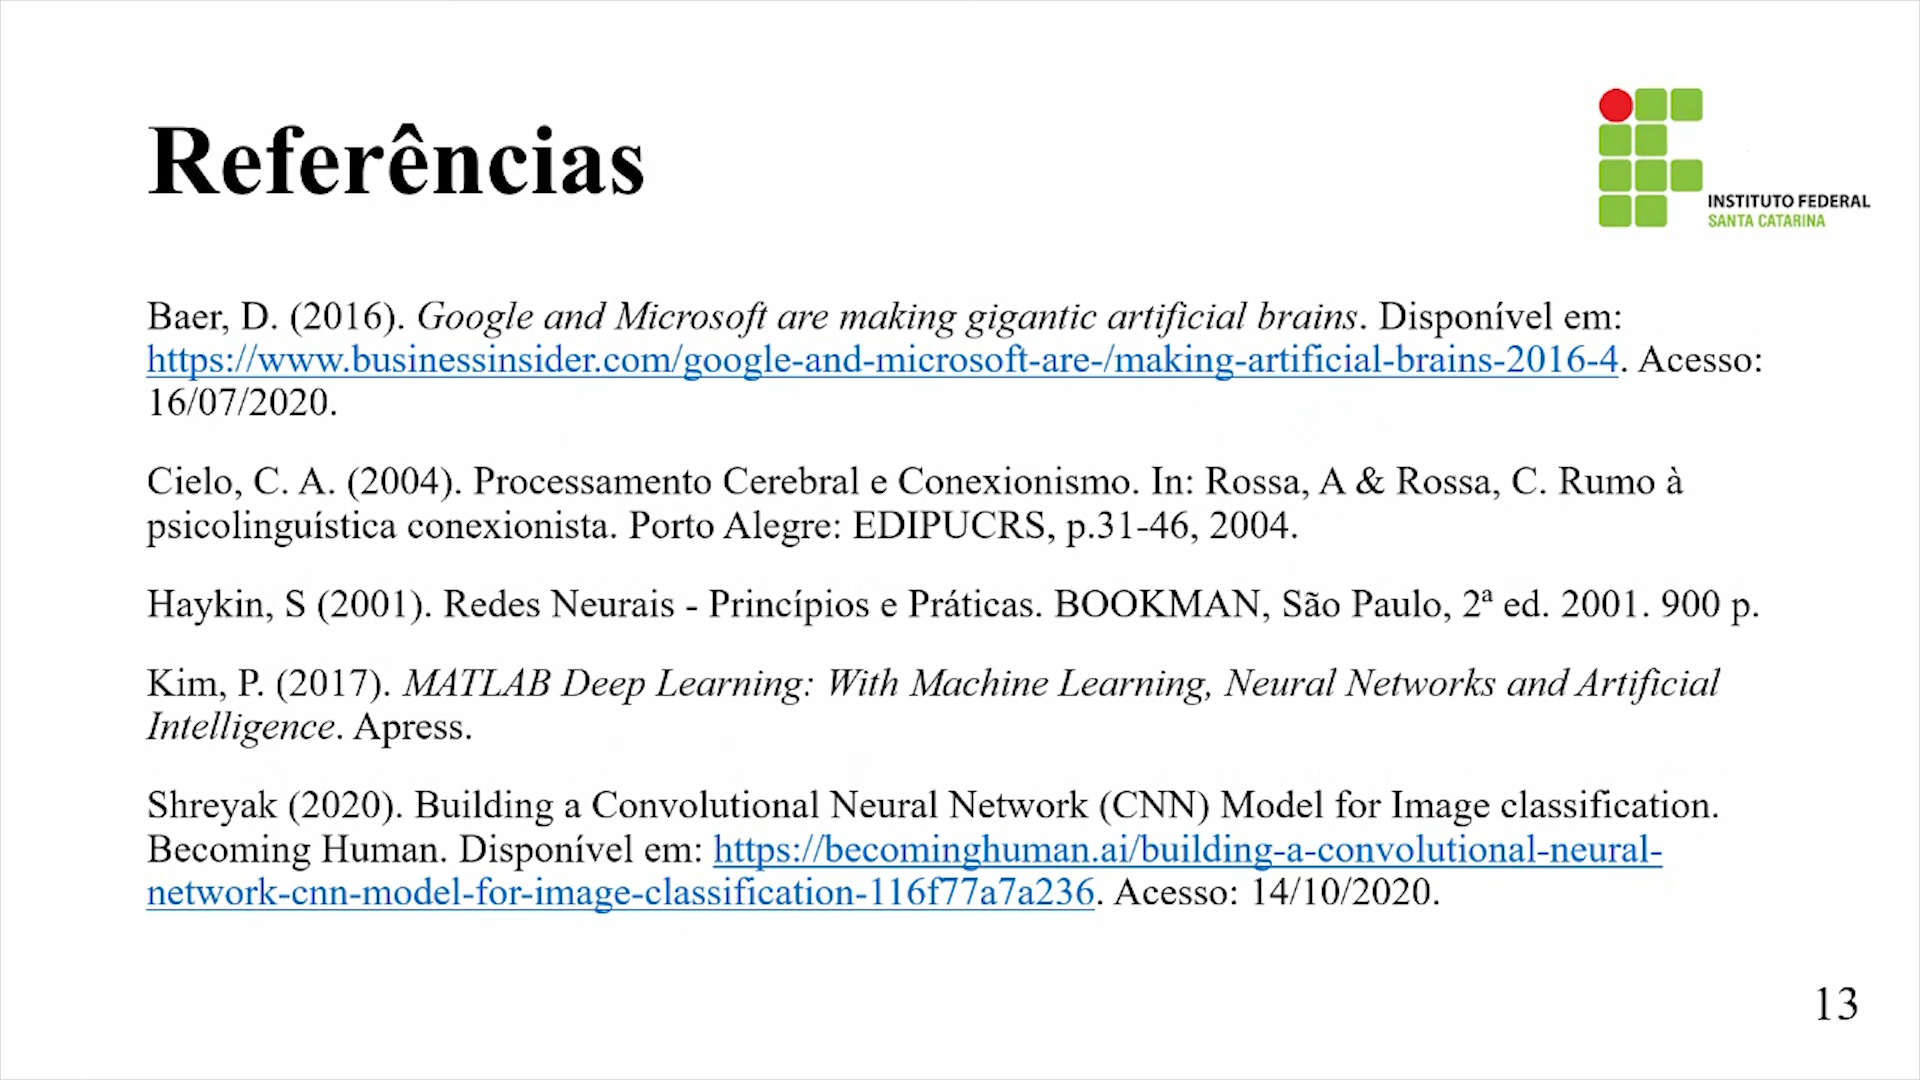 Referências
INSTITUTO FEDERAL
SANTA CATARINA
Baer, D. (2016). Google and Microsoft are making gigantic artificial brains. Disponível em:
https://www.businessinsider.com/google-and-microsoft-are-/making-artificial-brains-2016-4. Acesso:
16/07/2020.
Cielo, C. A. (2004). Processamento Cerebral e Conexionismo. In: Rossa, A & Rossa, C. Rumo à
psicolinguística conexionista. Porto Alegre: EDIPUCRS, p.31-46, 2004.
Haykin, S (2001). Redes Neurais - Princípios e Práticas. BOOKMAN, São Paulo, 2ª ed. 2001. 900 p.
Kim, P. (2017). MATLAB Deep Learning: With Machine Learning, Neural Networks and Artificial
Intelligence. Apress.
Shreyak (2020). Building a Convolutional Neural Network (CNN) Model for Image classification.
Becoming Human. Disponível em: https://becominghuman.ai/building-a-convolutional-neural-
network-cnn-model-for-image-classification-116f77a7a236. Acesso: 14/10/2020.
13